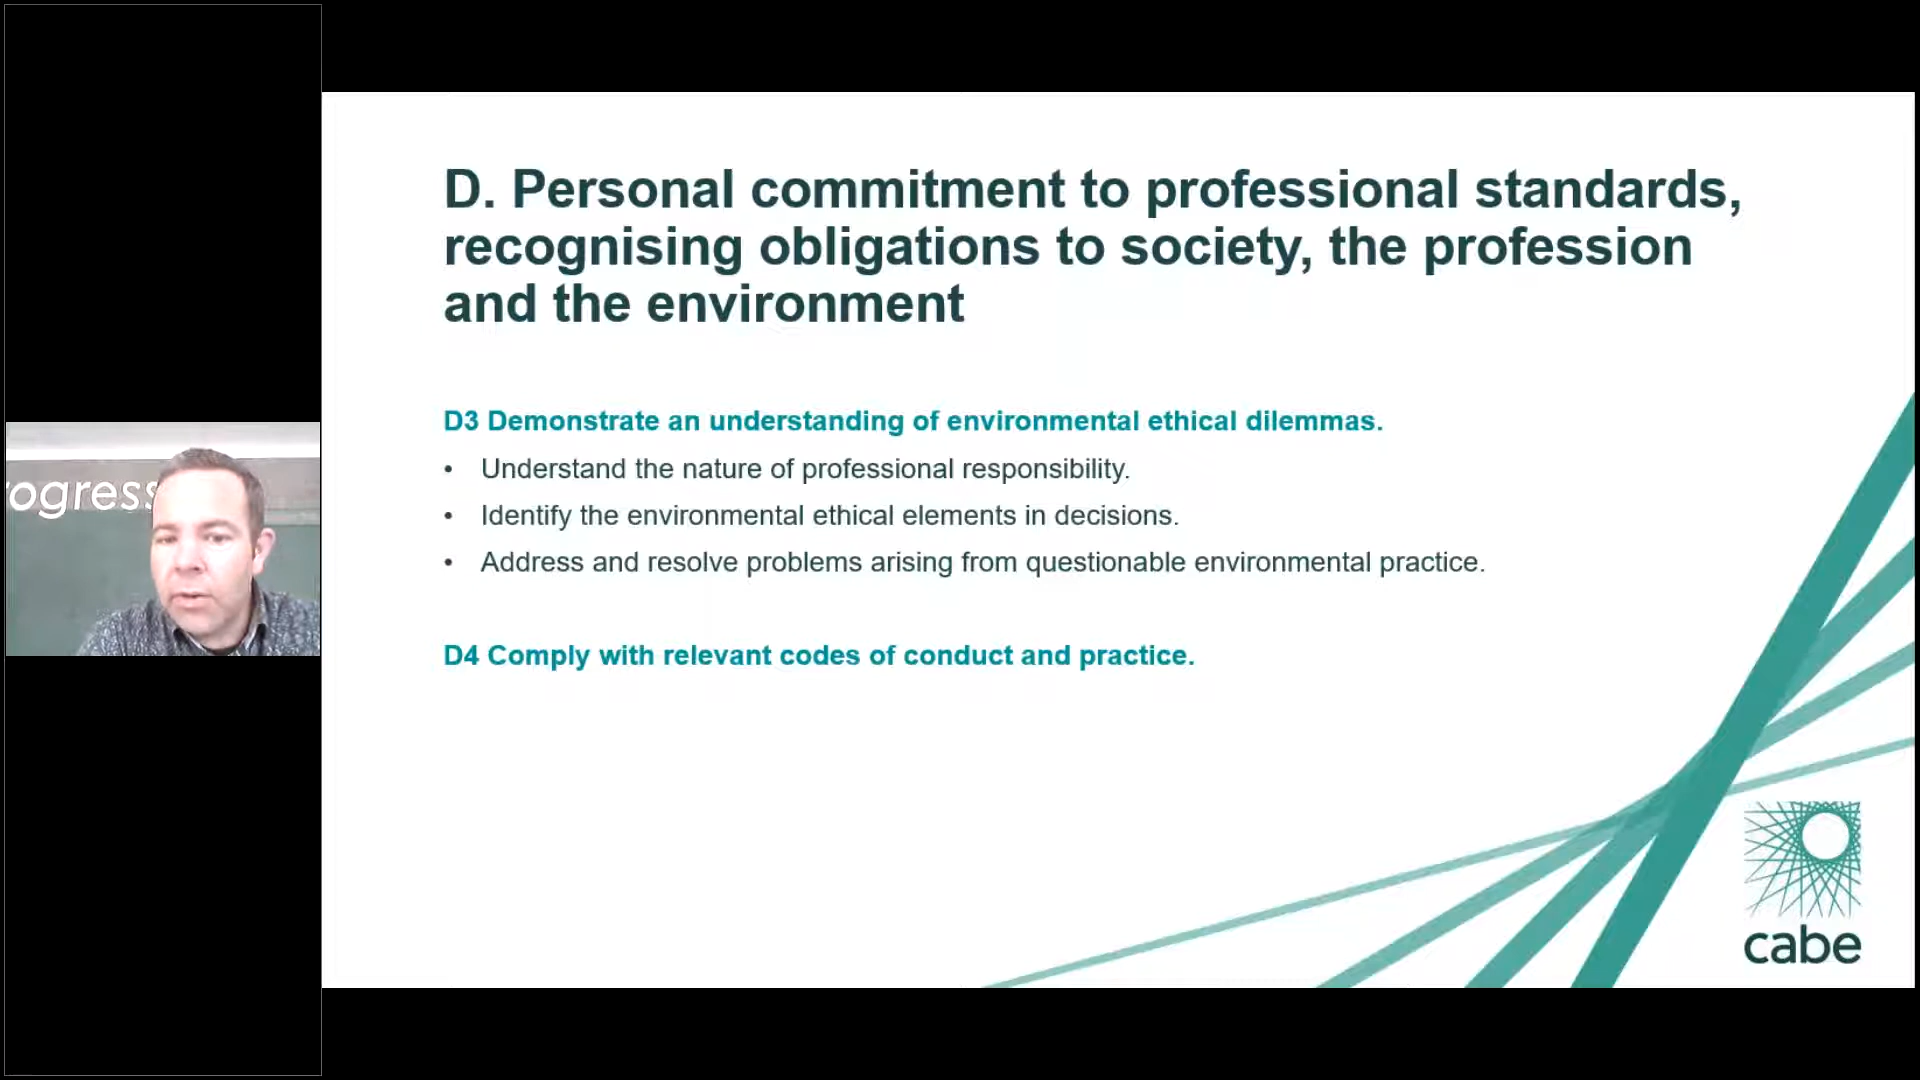 D. Personal commitment to professional standards,
recognising obligations to society, the profession
and the environment
D3 Demonstrate an understanding of environmental ethical dilemmas.
• Understand the nature of professional responsibility.
• Identify the environmental ethical elements in decisions.
• Address and resolve problems arising from questionable environmental practice.
D4 Comply with relevant codes of conduct and practice.
rogress
cabe